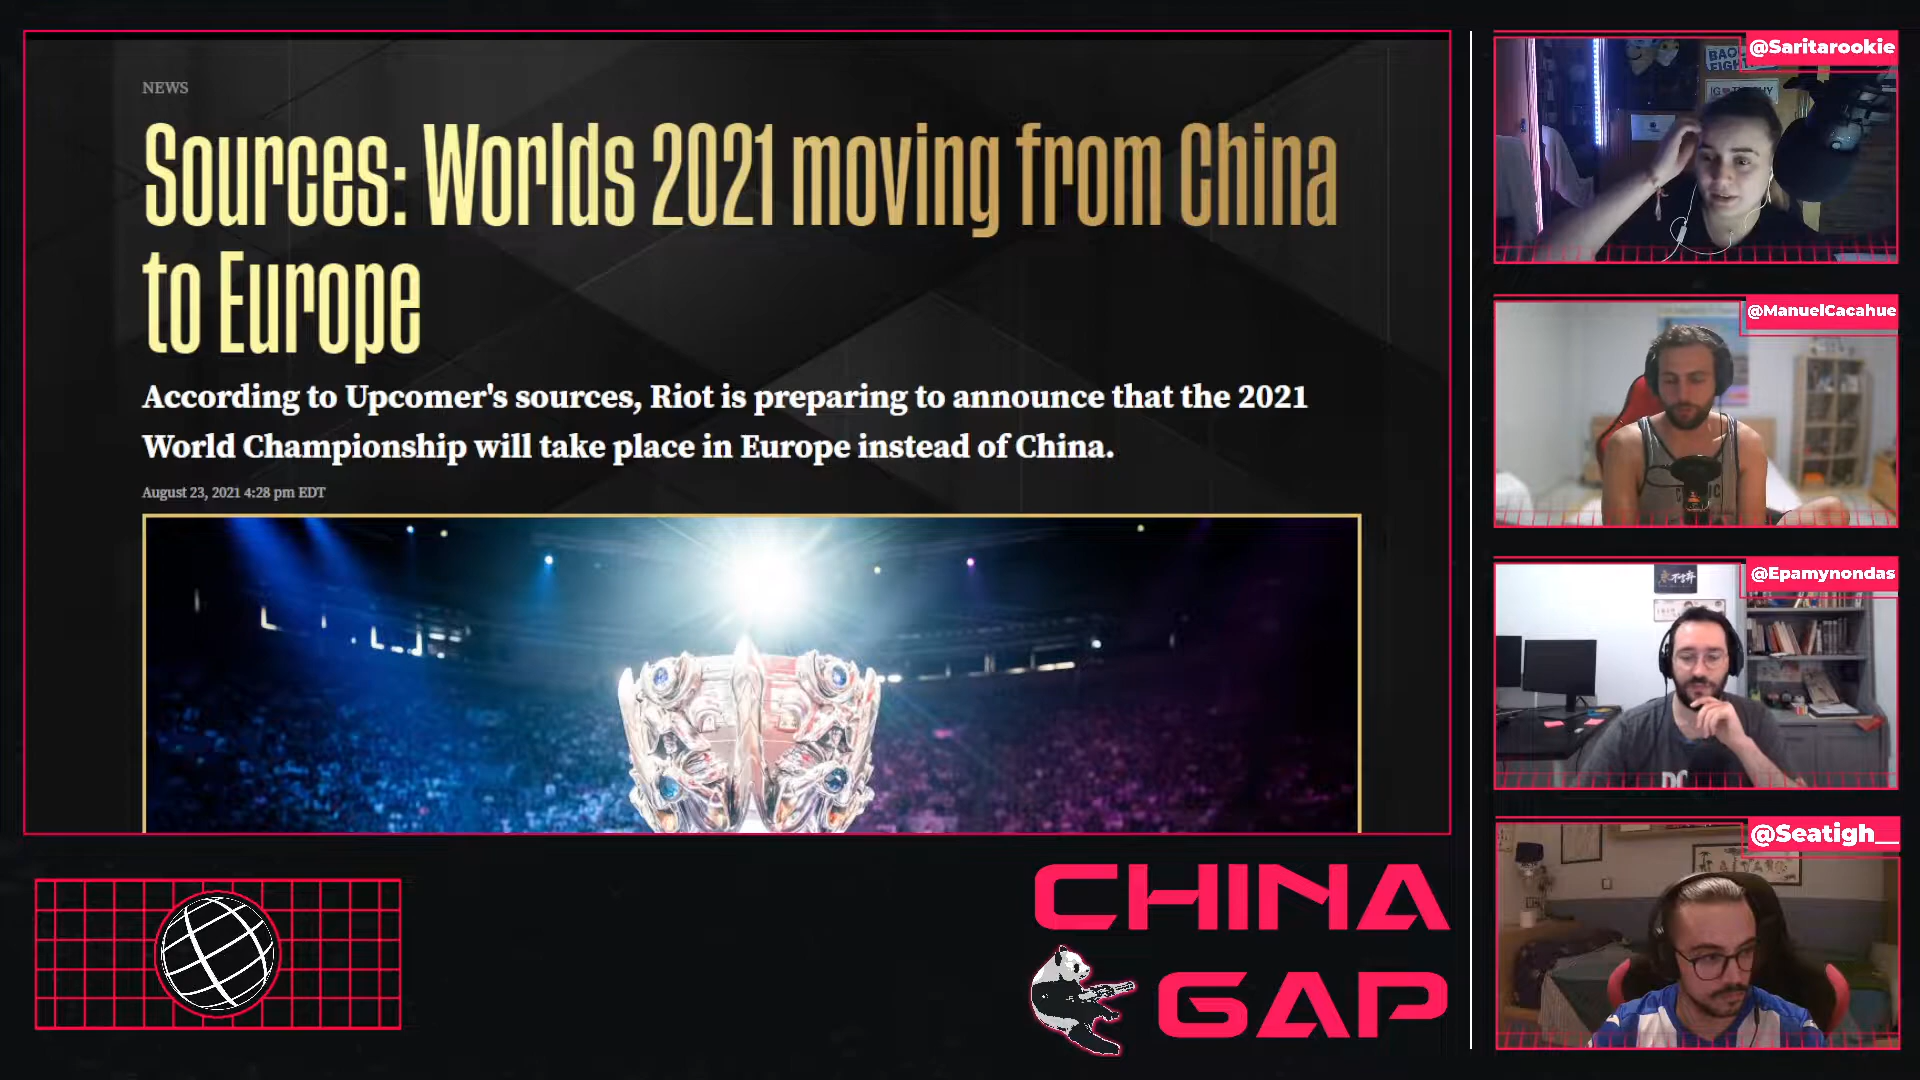 NEWS
Sources: Worlds 2021 moving from China
to Europe
According to Upcomer's sources, Riot is preparing to announce that the 2021
World Championship will take place in Europe instead of China.
August 23, 2021 4:28 pm EDT
CHINA
GAP
@Saritarookie
@ManuelCacahue
@Epamynondas
@Seatigh__